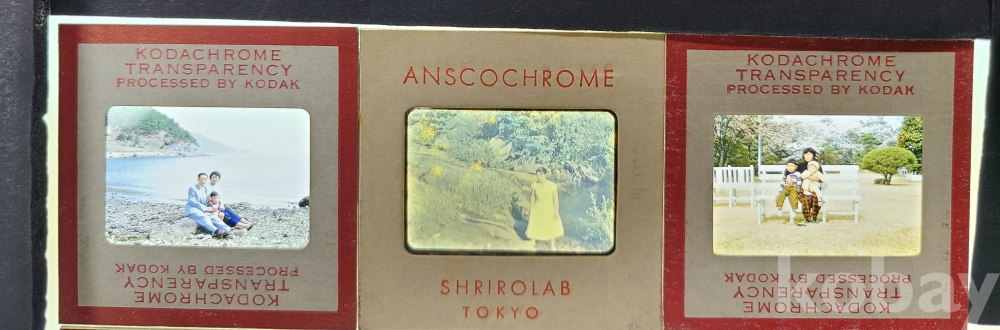 KODACHROME
TRANSPARENCY
PROCESSED BY KODAK
KODACHROME
TRANSPARENCY
PROCESSED BY KODAK
ANSCOCHROME
SHRIROLAB
TOKYO
KODACHROME
TRANSPARENCY
PROCESSED BY KODAK
KODACHROME
TRANSPARENCY
PROCESSED BY KODAK
kobay